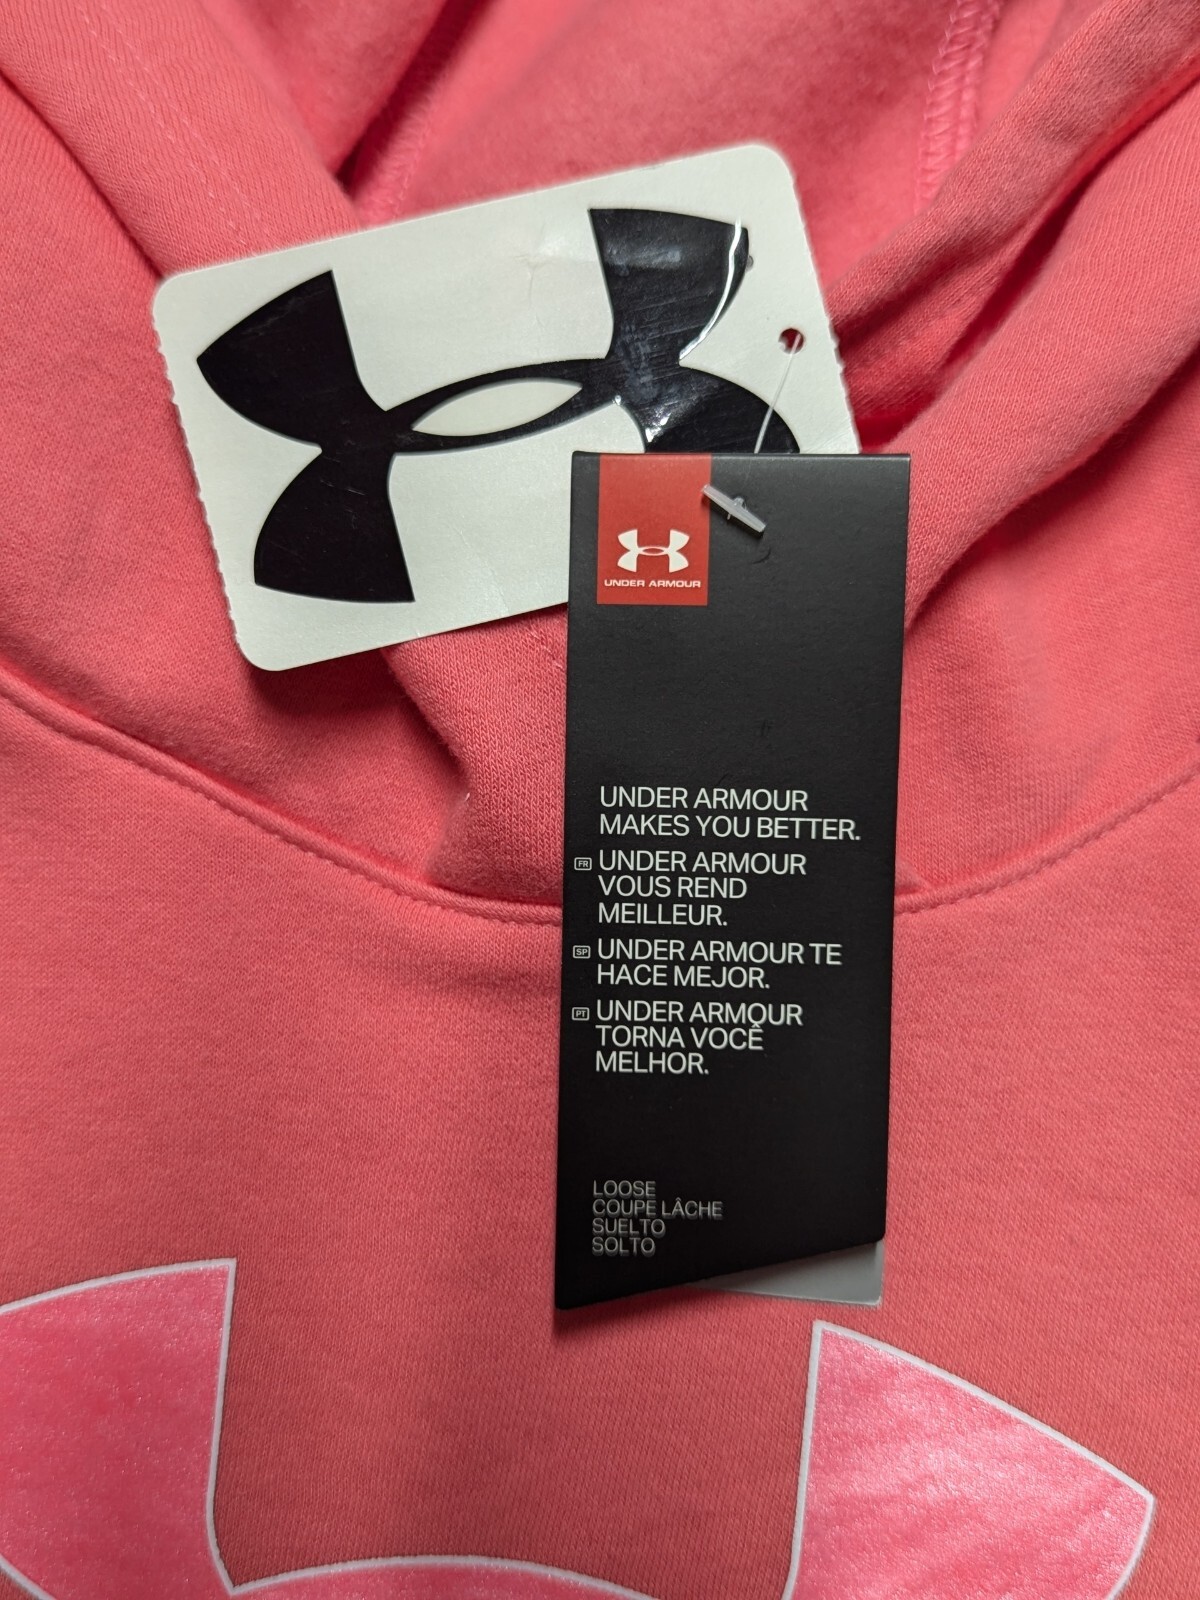 UNDER ARMOUR
UNDER ARMOUR
MAKES YOU BETTER.
FR UNDER ARMOUR
VOUS REND
MEILLEUR.
SP UNDER ARMOUR TE
HACE MEJOR.
PT UNDER ARMOUR
TORNA VOCÊ
MELHOR.
LOOSE
COUPE LÂCHE
SUELTO
SOLTO